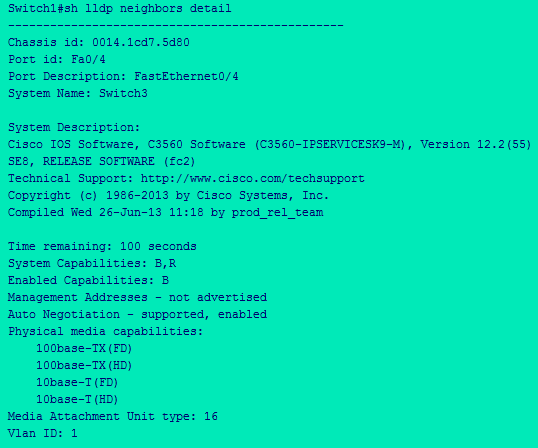 Switch1#sh lldp neighbors detail
------------------------------------------------
Chassis id: 0014.1cd7.5d80
Port id: Fa0/4
Port Description: FastEthernet0/4
System Name: Switch3
System Description:
Cisco IOS Software, C3560 Software (C3560-IPSERVICESK9-M), Version 12.2(55)
SE8, RELEASE SOFTWARE (fc2)
Technical Support: http://www.cisco.com/techsupport
Copyright (c) 1986-2013 by Cisco Systems, Inc.
Compiled Wed 26-Jun-13 11:18 by prod_rel_team
Time remaining: 100 seconds
System Capabilities: B,R
Enabled Capabilities: B
Management Addresses - not advertised
Auto Negotiation - supported, enabled
Physical media capabilities:
100base-TX(FD)
100base-TX(HD)
10base-T(FD)
10base-T(HD)
Media Attachment Unit type: 16
Vlan ID: 1